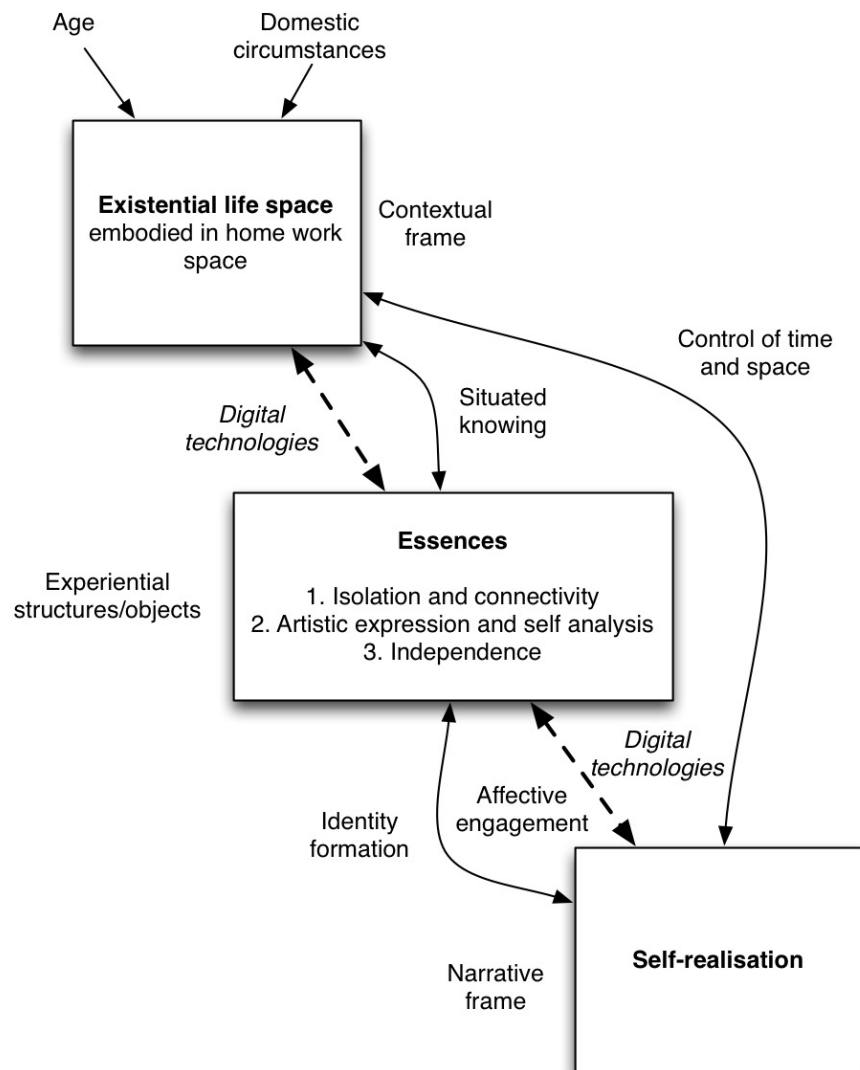 Age
Domestic
circumstances
Existential life space
embodied in home work
space
Contextual
frame
Control of time
and space
Digital
technologies
Situated
knowing
Essences
1. Isolation and connectivity
2. Artistic expression and self analysis
3. Independence
Experiential
structures/objects
Digital
technologies
Affective
engagement
Identity
formation
Self-realisation
Narrative
frame